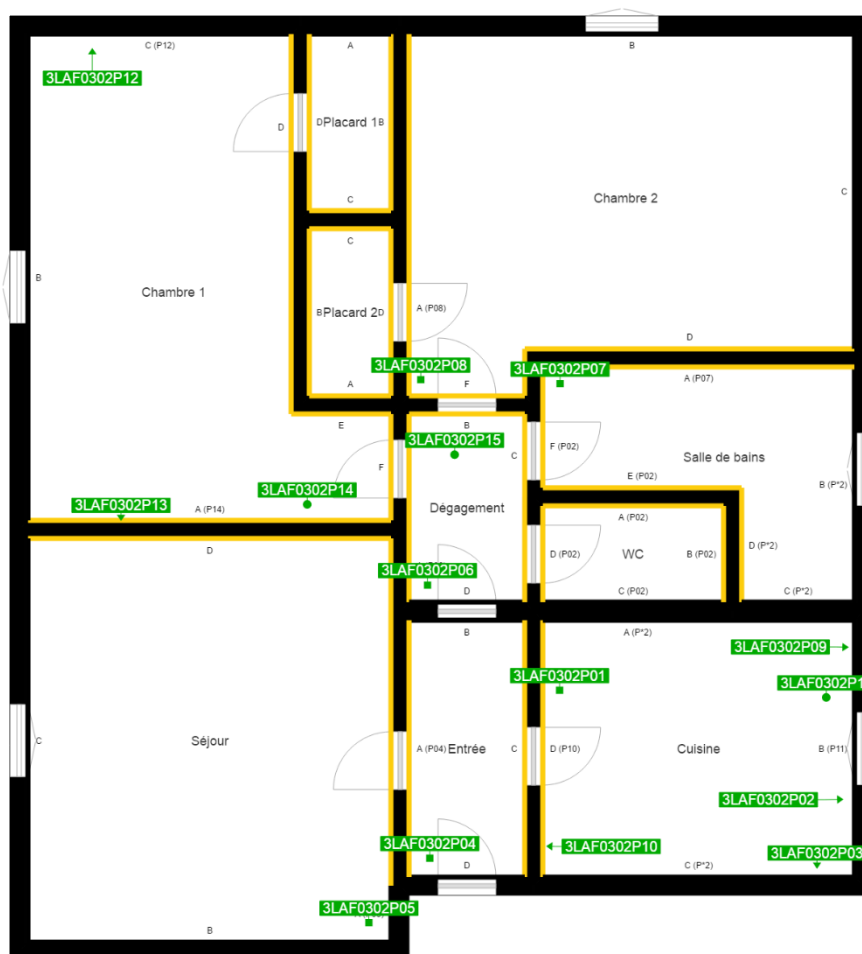 C (P12)
A
B
3LAF0302P12
D
D Placard 1 B
C
C
Chambre 2
C
B
Chambre 1
B Placard 2 D
A (P08)
D
3LAF0302P08
3LAF0302P07
A
F
A (P07)
E
B
3LAF0302P15
C
F (P02)
Salle de bains
F
E (P02)
B (P*2)
3LAF0302P14
3LAF0302P13
A (P14)
Dégagement
A (P02)
D
D (P02)
WC
B (P02)
D (P*2)
3LAF0302P06
D
C (P02)
C (P*2)
B
A (P*2)
3LAF0302P09
3LAF0302P01
3LAF0302P1
C
Séjour
A (P04)
Entrée
C
D (P10)
Cuisine
B (P11)
3LAF0302P02
3LAF0302P04
3LAF0302P10
3LAF0302P03
D
C (P*2)
3LAF0302P05
B